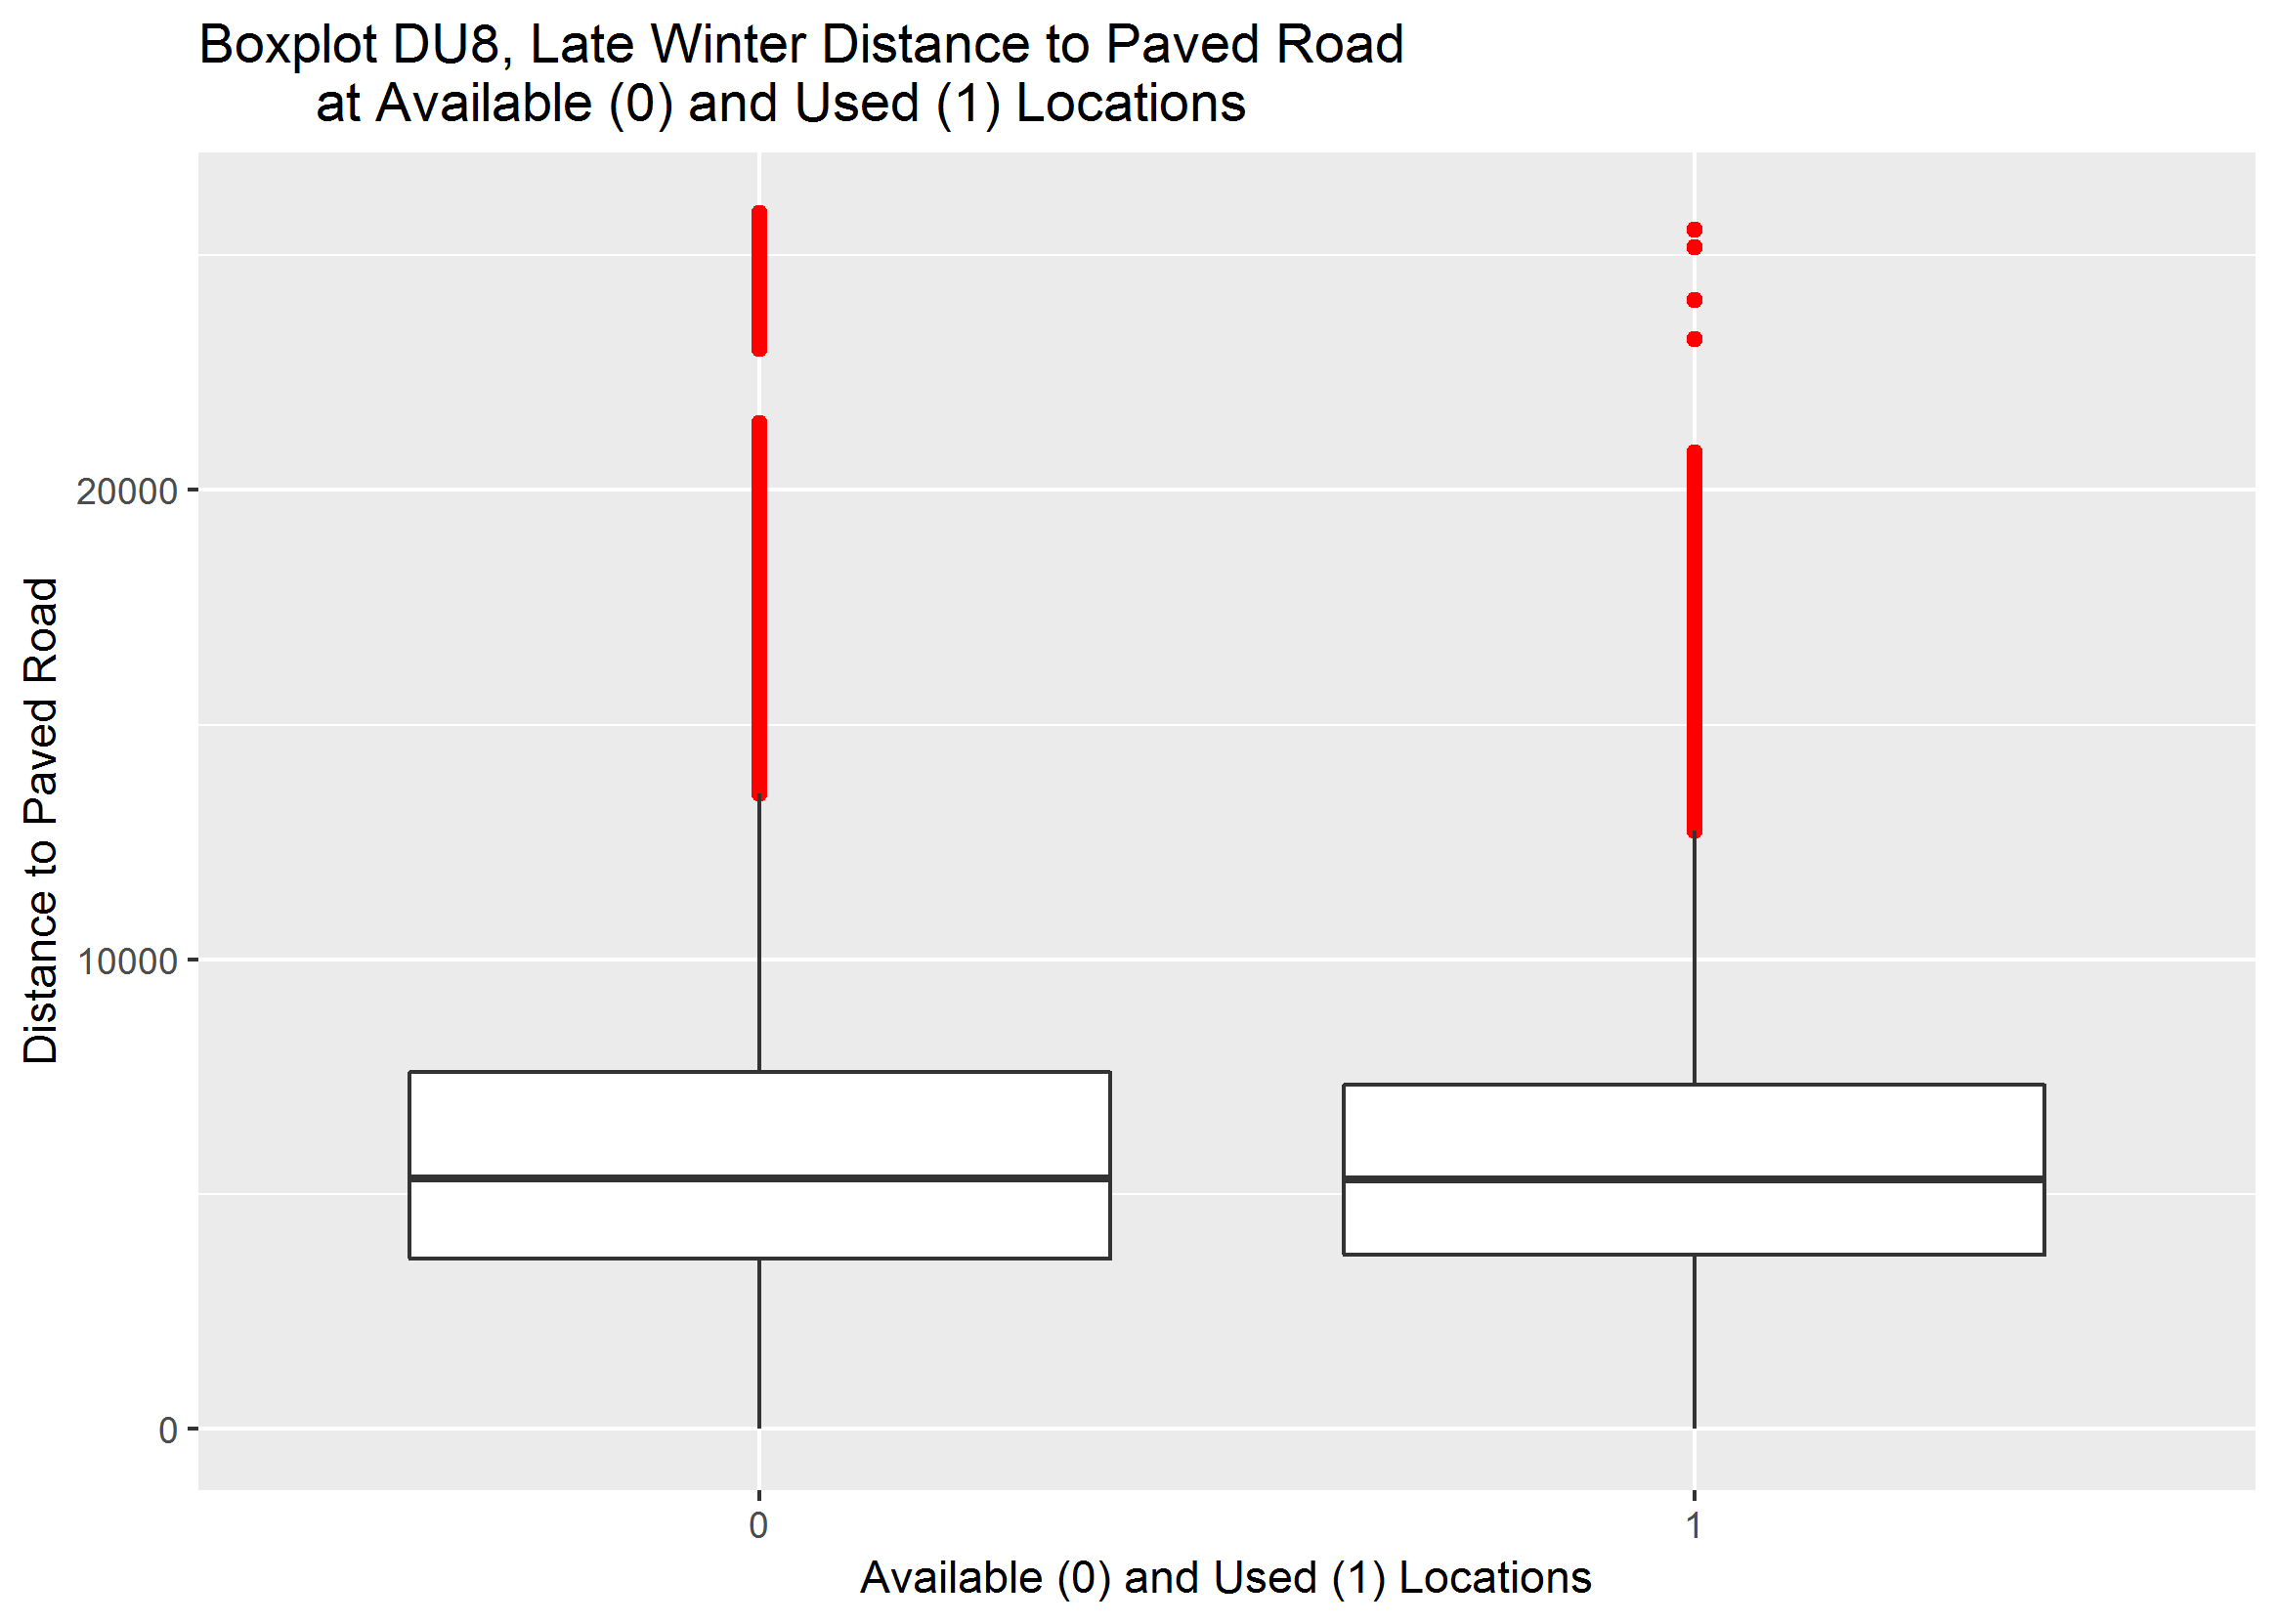 Boxplot DU8, Late Winter Distance to Paved Road
at Available (0) and Used (1) Locations
Distance to Paved Road
20000
10000
0
0
1
Available (0) and Used (1) Locations